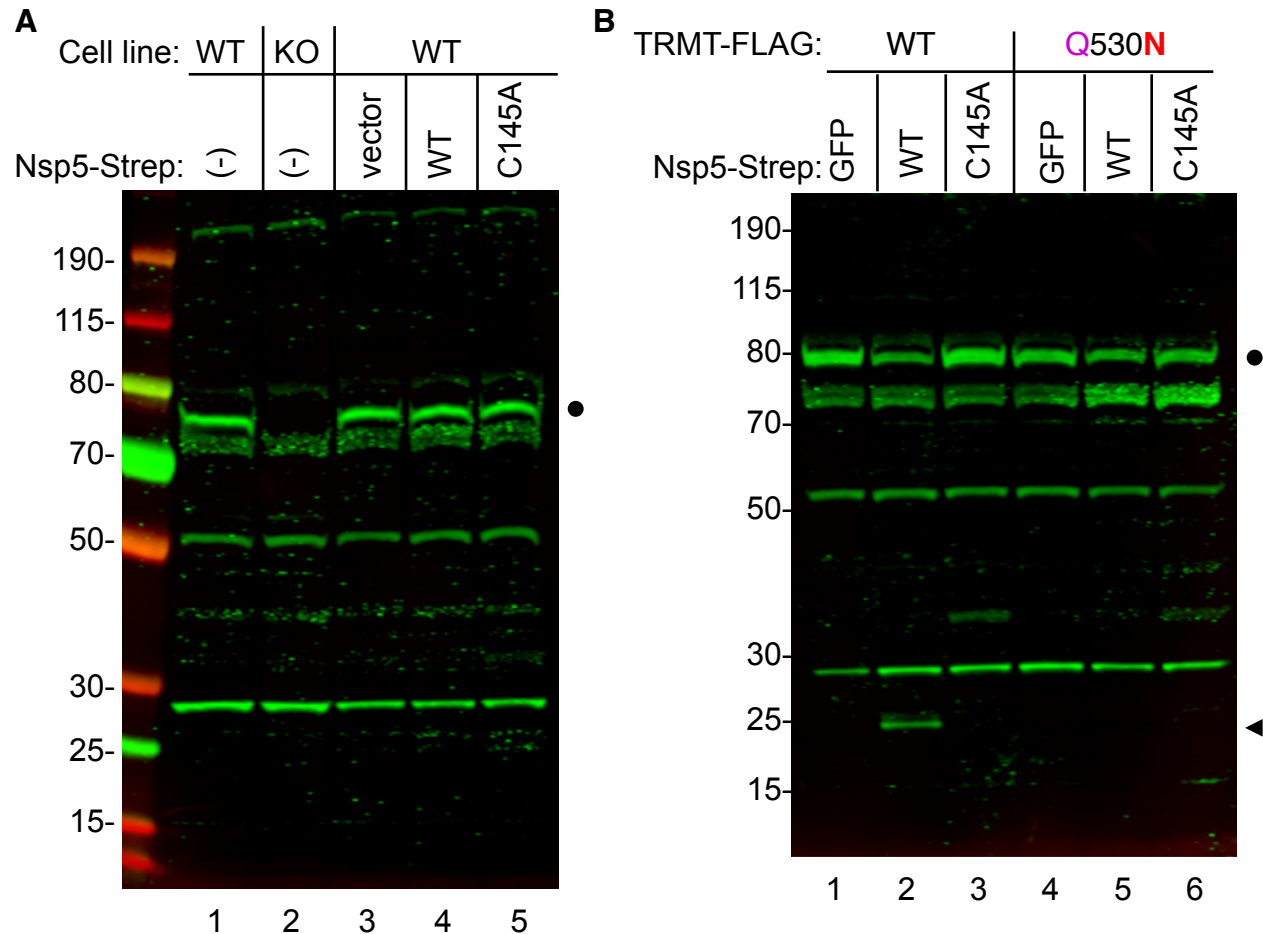 A
Cell line: WT KO WT
Nsp5-Strep: (-) (-) vector WT C145A
190-
115-
80-
70-
50-
30-
25-
15-
1 2 3 4 5
B
TRMT-FLAG: WT Q530N
Nsp5-Strep: GFP WT C145A GFP WT C145A
190-
115-
80-
70-
50-
30-
25-
15-
1 2 3 4 5 6